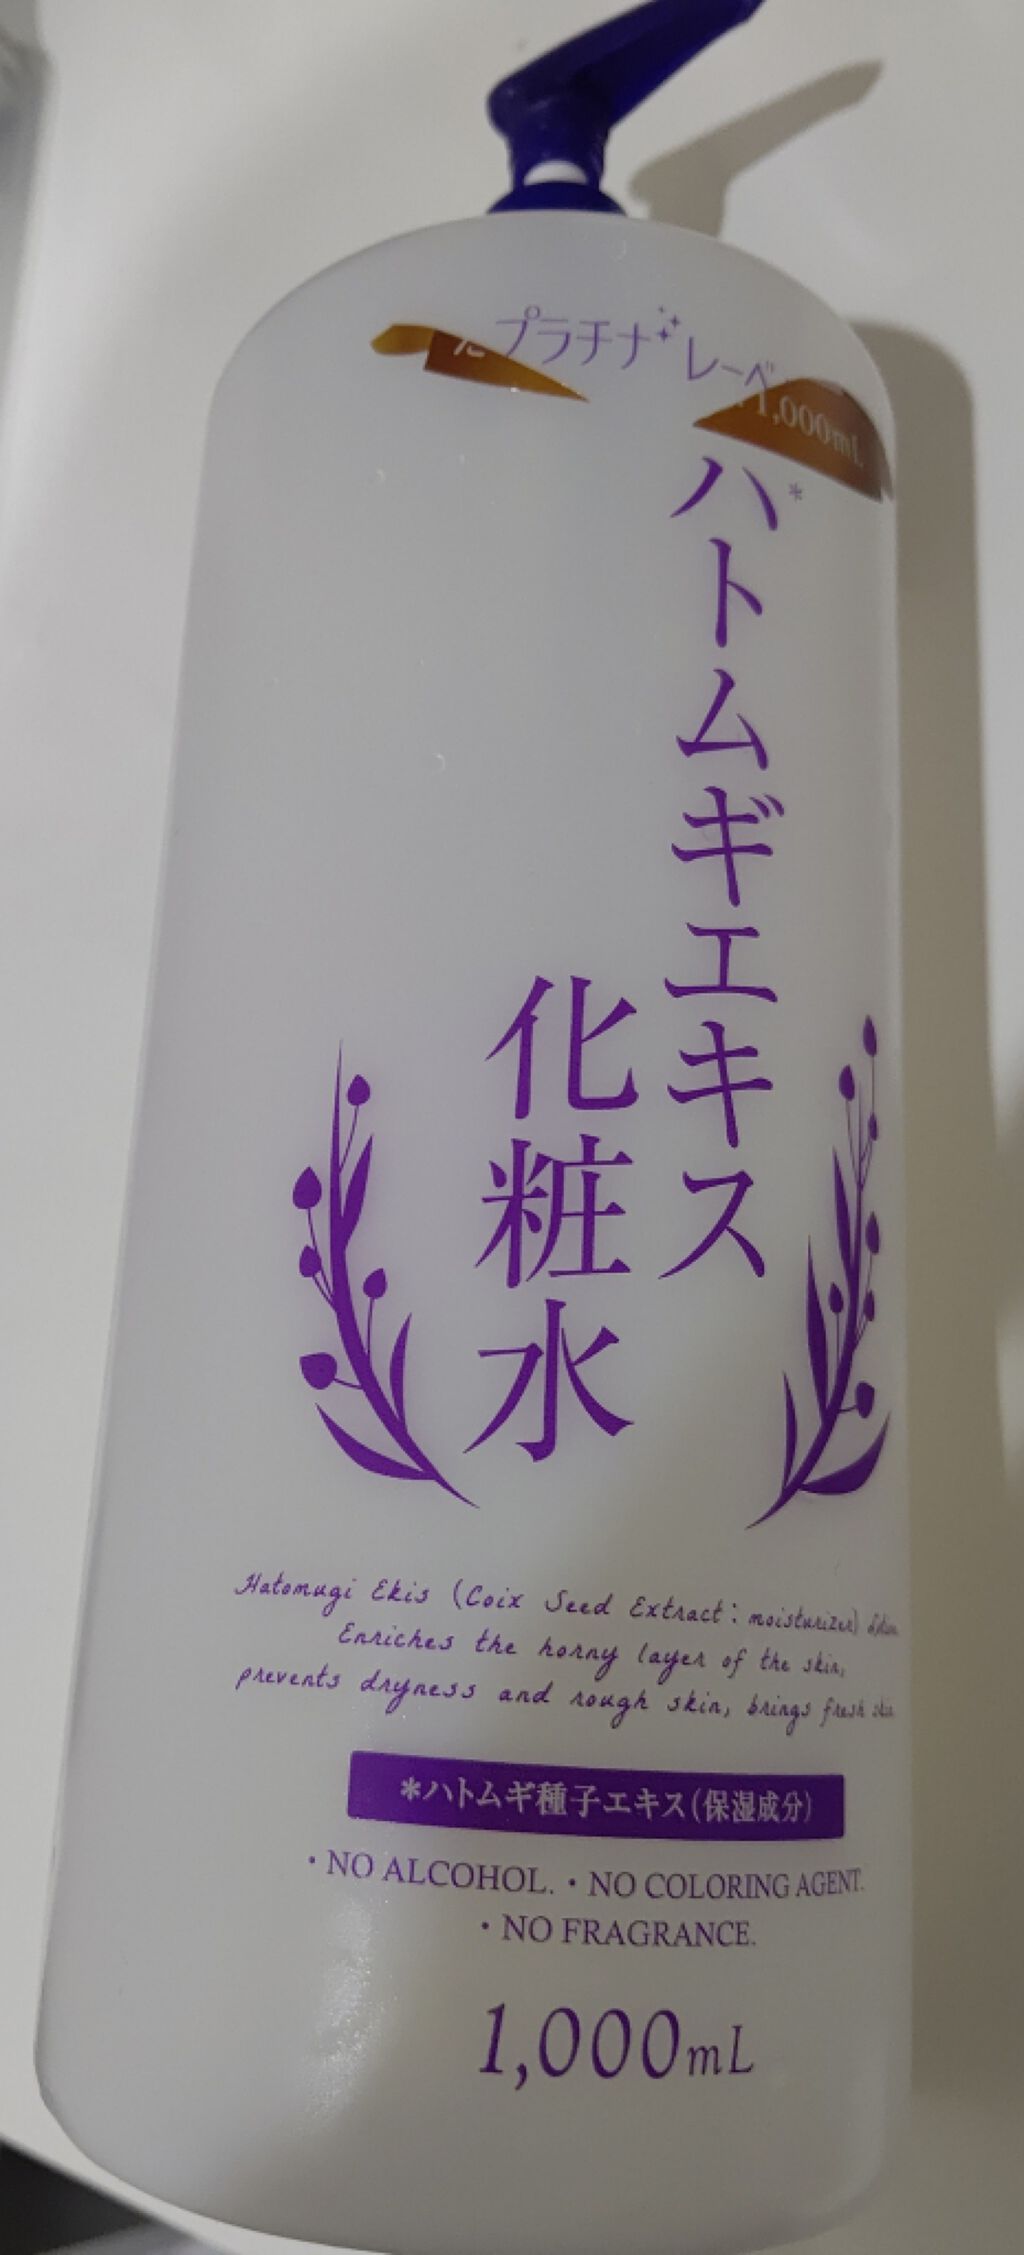 プラチナレーベ
1,000mL
ハトムギエキス*
化粧水
Hatomugi Ekis (Coix Seed Extract: moisturizer) Lotion
Enriches the horny layer of the skin,
prevents dryness and rough skin, brings fresh skin
*ハトムギ種子エキス(保湿成分)
・NO ALCOHOL. ・NO COLORING AGENT.
・NO FRAGRANCE.
1,000mL